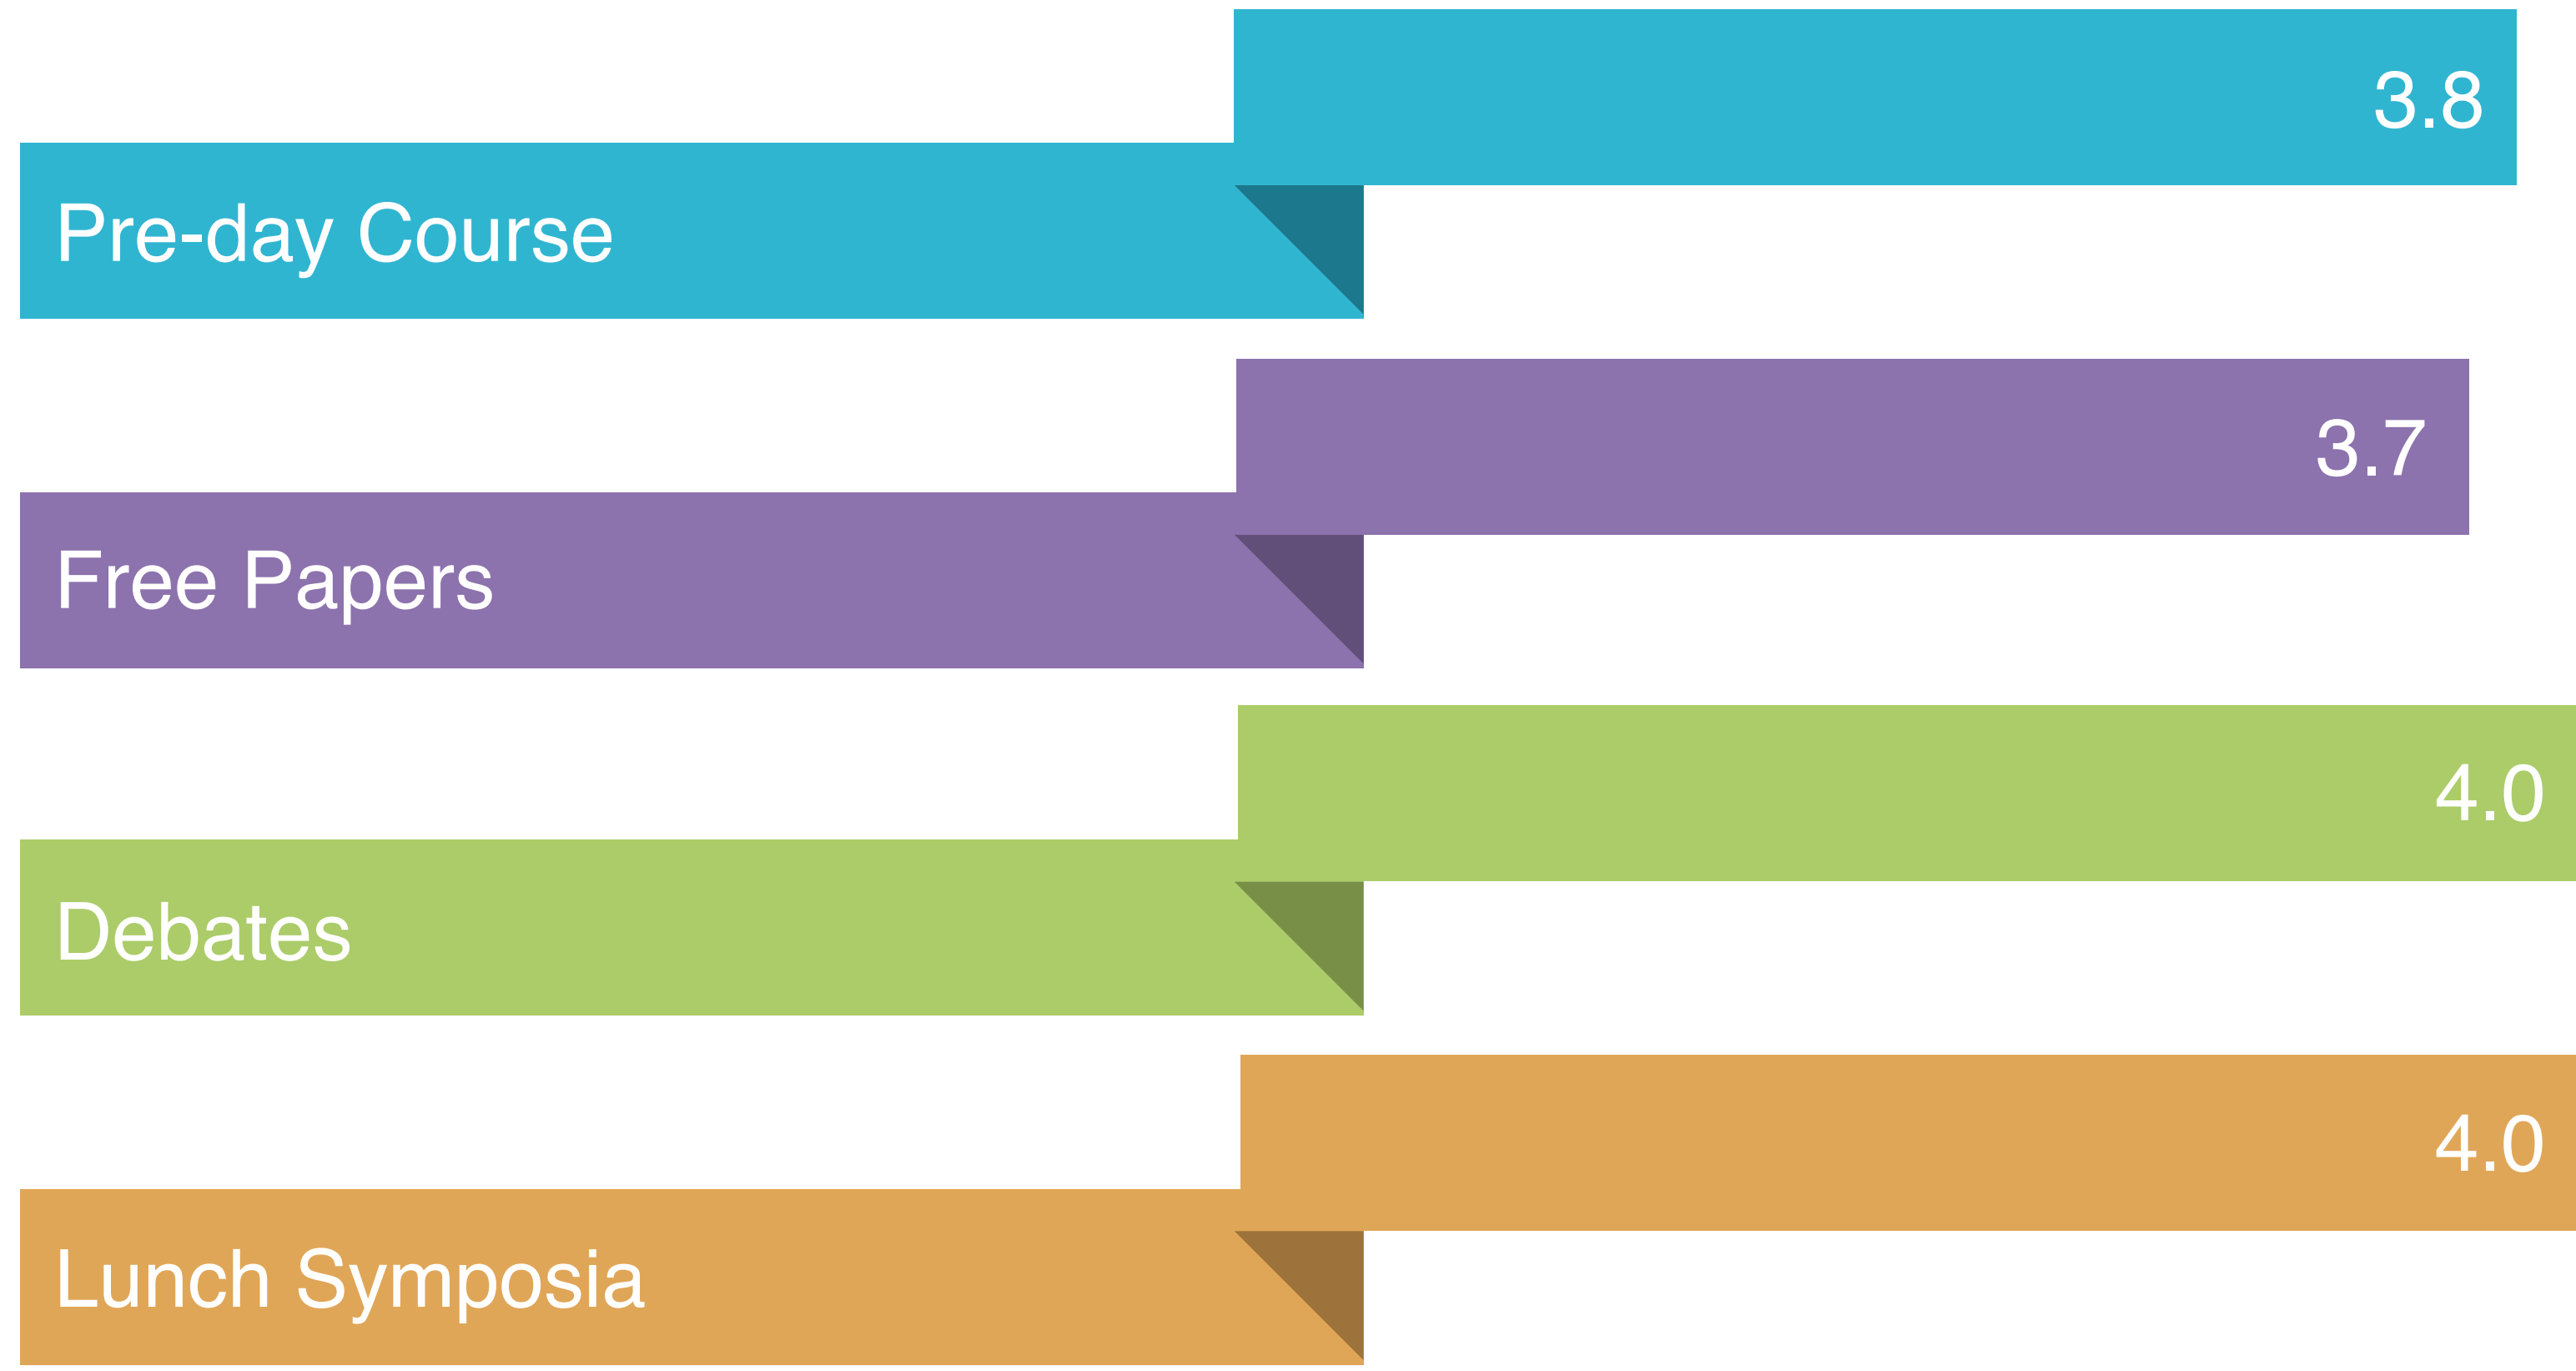 3.8
Pre-day Course
3.7
Free Papers
4.0
Debates
4.0
Lunch Symposia